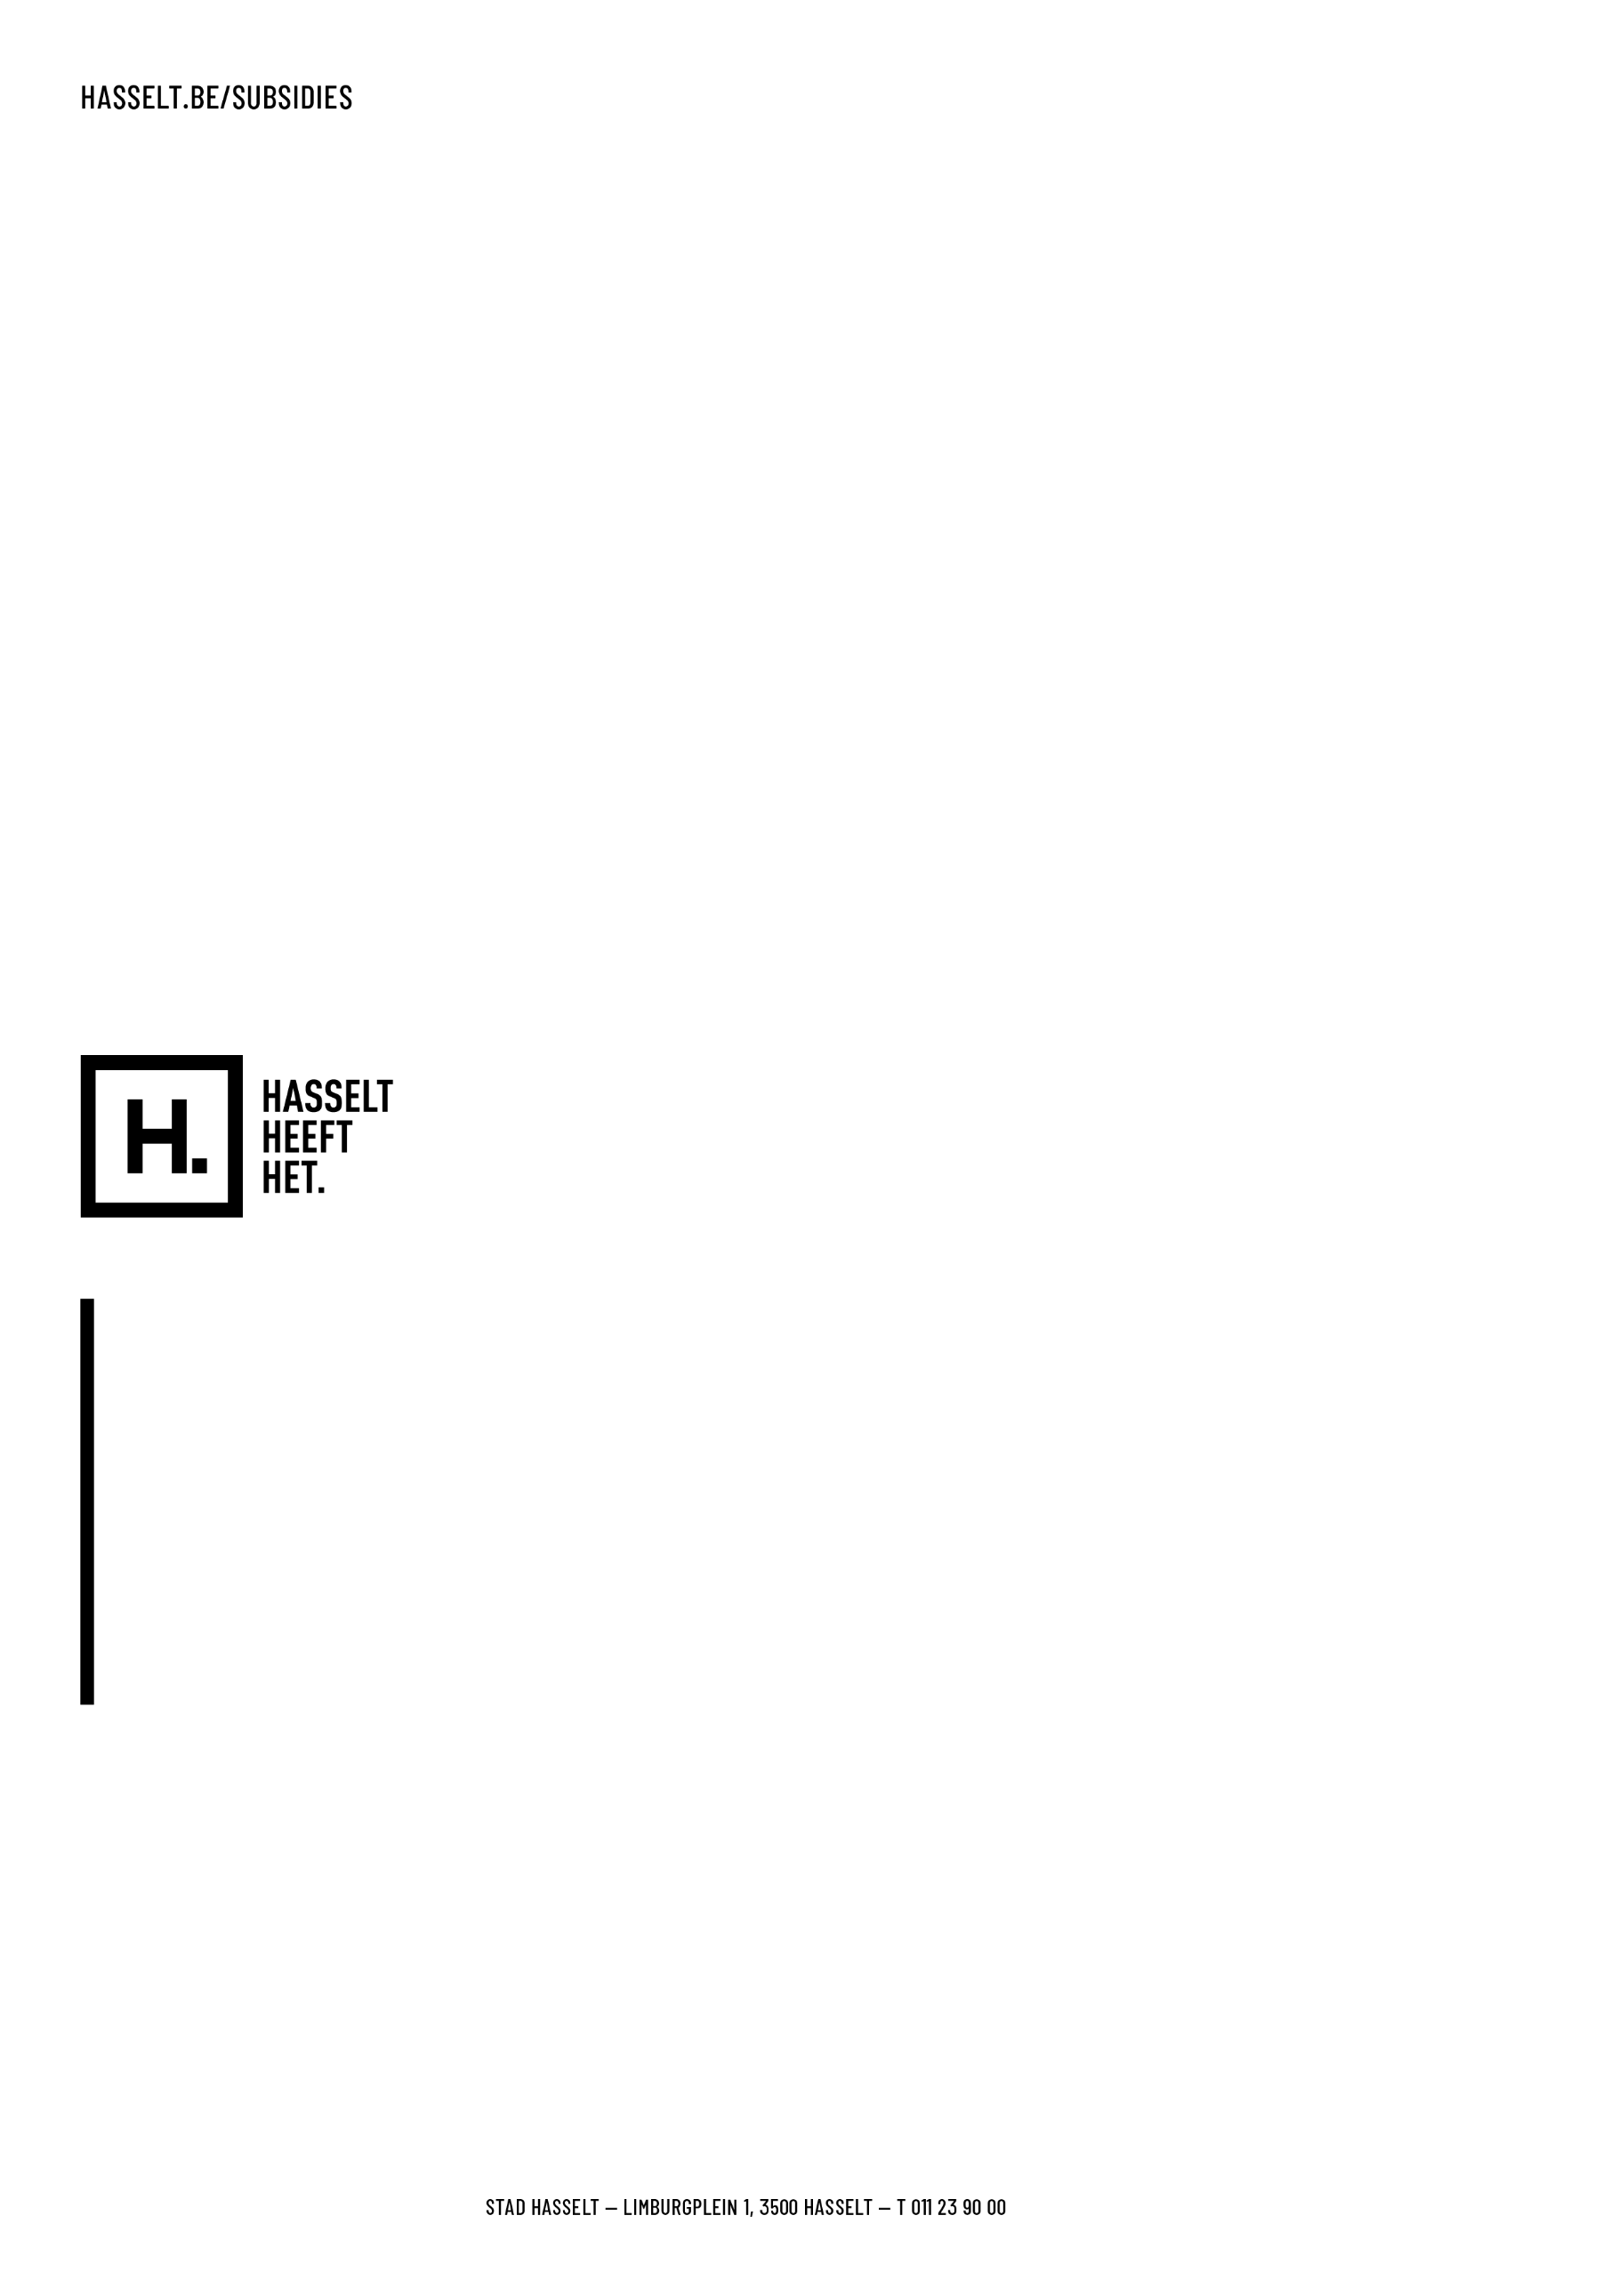 HASSELT.BE/SUBSIDIES
H.
HASSELT
HEEFT
HET.
STAD HASSELT — LIMBURGPLEIN 1, 3500 HASSELT — T 011 23 90 00